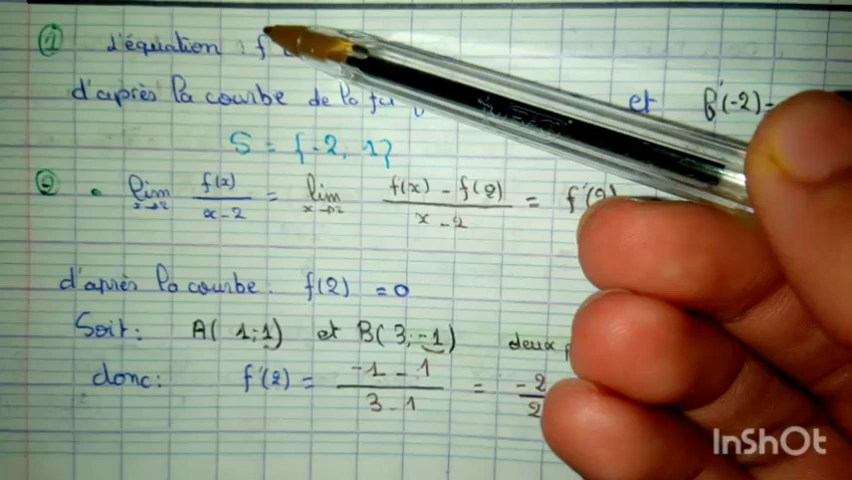 ① L'équation : f
d'après la courbe de la et f'(-2) =
S = {-2, 1}
② • lim x→2 f(x)/x-2 = lim x→2 f(x) - f(2)/x-2 = f'(2)
d'après la courbe : f(2) = 0
Soit : A(1;1) et B(3;-1) deux
donc : f'(2) = -1-1/3-1 = -2/2
InShOt